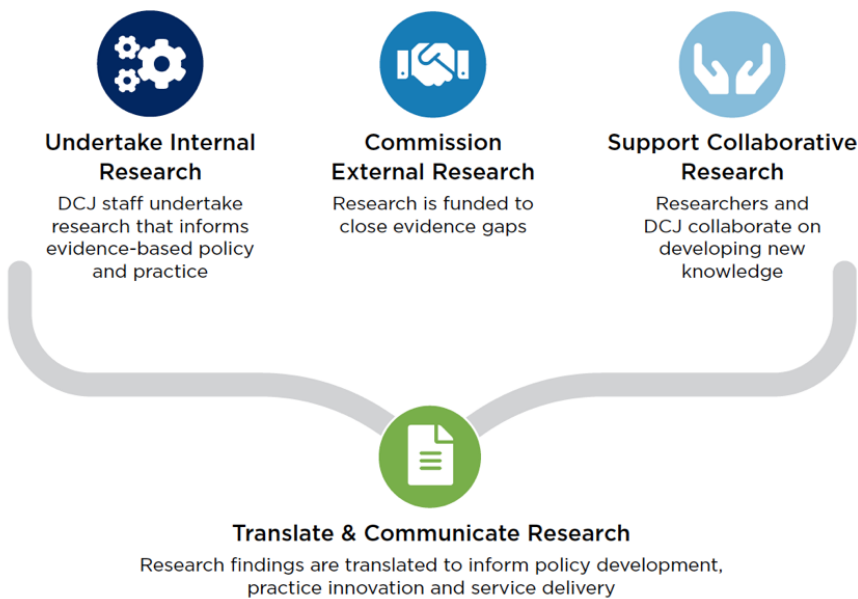 Undertake Internal
Research
DCJ staff undertake
research that informs
evidence-based policy
and practice
Commission
External Research
Research is funded to
close evidence gaps
Support Collaborative
Research
Researchers and
DCJ collaborate on
developing new
knowledge
Translate & Communicate Research
Research findings are translated to inform policy development,
practice innovation and service delivery